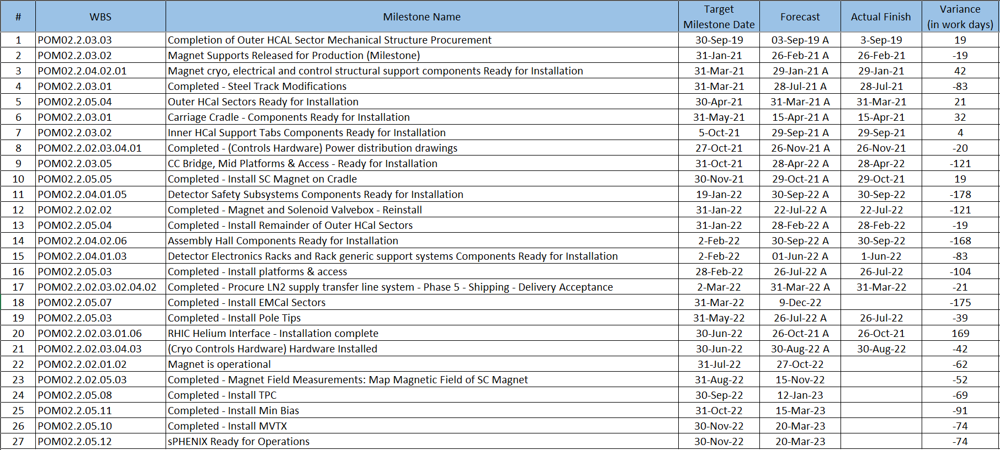 # WBS Milestone Name Target Milestone Date Forecast Actual Finish Variance (in work days)
1 POM02.2.03.03 Completion of Outer HCAL Sector Mechanical Structure Procurement 30-Sep-19 03-Sep-19 A 3-Sep-19 19
2 POM02.2.03.02 Magnet Supports Released for Production (Milestone) 31-Jan-21 26-Feb-21 A 26-Feb-21 -19
3 POM02.2.04.02.01 Magnet cryo, electrical and control structural support components Ready for Installation 31-Mar-21 29-Jan-21 A 29-Jan-21 42
4 POM02.2.03.01 Completed - Steel Track Modifications 31-Mar-21 28-Jul-21 A 28-Jul-21 -83
5 POM02.2.05.04 Outer HCal Sectors Ready for Installation 30-Apr-21 31-Mar-21 A 31-Mar-21 21
6 POM02.2.03.01 Carriage Cradle - Components Ready for Installation 31-May-21 15-Apr-21 A 15-Apr-21 32
7 POM02.2.03.02 Inner HCal Support Tabs Components Ready for Installation 5-Oct-21 29-Sep-21 A 29-Sep-21 4
8 POM02.2.02.03.04.01 Completed - (Controls Hardware) Power distribution drawings 27-Oct-21 26-Nov-21 A 26-Nov-21 -20
9 POM02.2.03.05 CC Bridge, Mid Platforms & Access - Ready for Installation 31-Oct-21 28-Apr-22 A 28-Apr-22 -121
10 POM02.2.05.05 Completed - Install SC Magnet on Cradle 30-Nov-21 29-Oct-21 A 29-Oct-21 19
11 POM02.2.04.01.05 Detector Safety Subsystems Components Ready for Installation 19-Jan-22 30-Sep-22 A 30-Sep-22 -178
12 POM02.2.02.02 Completed - Magnet and Solenoid Valvebox - Reinstall 31-Jan-22 22-Jul-22 A 22-Jul-22 -121
13 POM02.2.05.04 Completed - Install Remainder of Outer HCal Sectors 31-Jan-22 28-Feb-22 A 28-Feb-22 -19
14 POM02.2.04.02.06 Assembly Hall Components Ready for Installation 2-Feb-22 30-Sep-22 A 30-Sep-22 -168
15 POM02.2.04.01.03 Detector Electronics Racks and Rack generic support systems Components Ready for Installation 2-Feb-22 01-Jun-22 A 1-Jun-22 -83
16 POM02.2.05.03 Completed - Install platforms & access 28-Feb-22 26-Jul-22 A 26-Jul-22 -104
17 POM02.2.02.03.02.04.02 Completed - Procure LN2 supply transfer line system - Phase 5 - Shipping - Delivery Acceptance 2-Mar-22 31-Mar-22 A 31-Mar-22 -21
18 POM02.2.05.07 Completed - Install EMCal Sectors 31-Mar-22 9-Dec-22 -175
19 POM02.2.05.03 Completed - Install Pole Tips 31-May-22 26-Jul-22 A 26-Jul-22 -39
20 POM02.2.02.03.01.06 RHIC Helium Interface - Installation complete 30-Jun-22 26-Oct-21 A 26-Oct-21 169
21 POM02.2.02.03.04.03 (Cryo Controls Hardware) Hardware Installed 30-Jun-22 30-Aug-22 A 30-Aug-22 -42
22 POM02.2.02.01.02 Magnet is operational 31-Jul-22 27-Oct-22 -62
23 POM02.2.02.05.03 Completed - Magnet Field Measurements: Map Magnetic Field of SC Magnet 31-Aug-22 15-Nov-22 -52
24 POM02.2.05.08 Completed - Install TPC 30-Sep-22 12-Jan-23 -69
25 POM02.2.05.11 Completed - Install Min Bias 31-Oct-22 15-Mar-23 -91
26 POM02.2.05.10 Completed - Install MVTX 30-Nov-22 20-Mar-23 -74
27 POM02.2.05.12 sPHENIX Ready for Operations 30-Nov-22 20-Mar-23 -74